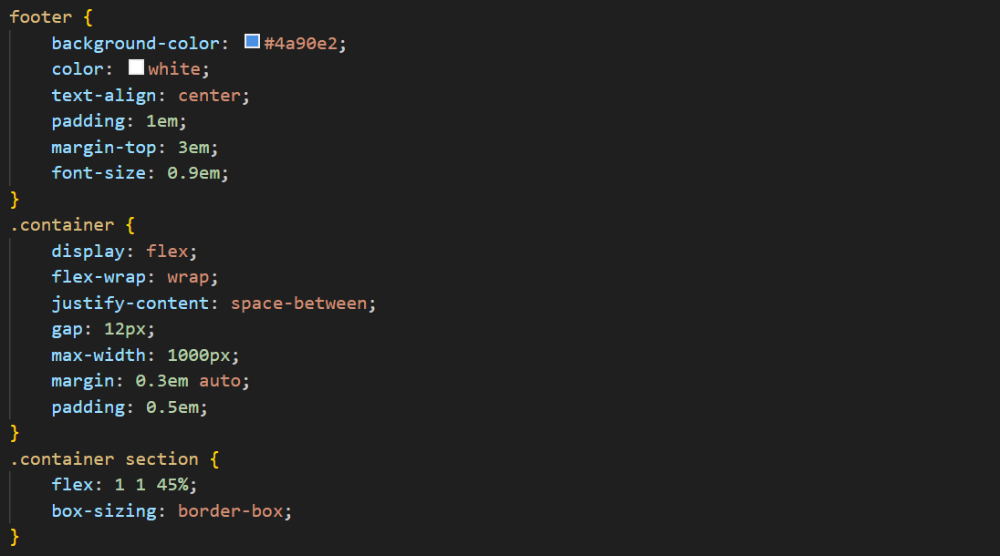 footer {
    background-color: #4a90e2;
    color: white;
    text-align: center;
    padding: 1em;
    margin-top: 3em;
    font-size: 0.9em;
}
.container {
    display: flex;
    flex-wrap: wrap;
    justify-content: space-between;
    gap: 12px;
    max-width: 1000px;
    margin: 0.3em auto;
    padding: 0.5em;
}
.container section {
    flex: 1 1 45%;
    box-sizing: border-box;
}